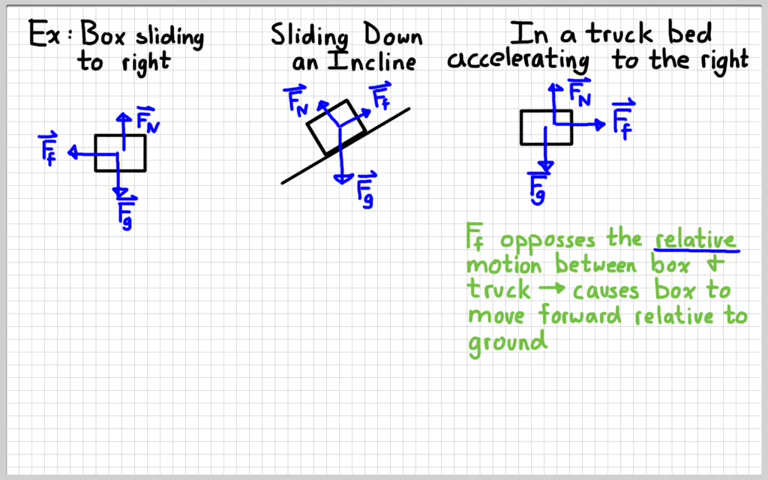 Ex: Box sliding
to right
F_f
F_N
F_g
Sliding Down
an Incline
F_N
F_f
F_g
In a truck bed
accelerating to the right
F_N
F_f
F_g
F_f opposses the relative
motion between box &
truck → causes box to
move forward relative to
ground